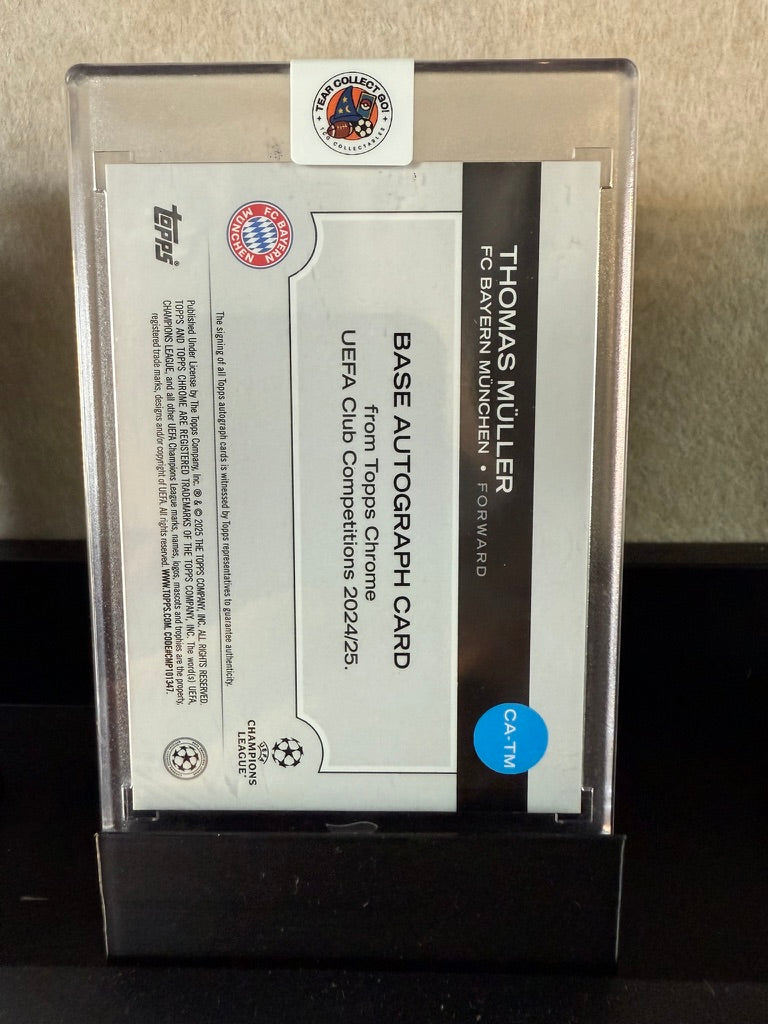 TEAR COLLECT GO!
TCG COLLECTABLES
THOMAS MÜLLER
FC BAYERN MÜNCHEN • FORWARD
CA-TM
BASE AUTOGRAPH CARD
from Topps Chrome
UEFA Club Competitions 2024/25.
FC BAYERN
MÜNCHEN
UEFA
CHAMPIONS
LEAGUE®
The signing of all Topps autograph cards is witnessed by Topps representatives to guarantee authenticity.
topps®
Published Under License by The Topps Company, Inc. ® & © 2025 THE TOPPS COMPANY, INC. ALL RIGHTS RESERVED.
TOPPS AND TOPPS CHROME ARE REGISTERED TRADEMARKS OF THE TOPPS COMPANY, INC. The word(s) UEFA,
CHAMPIONS LEAGUE, and all other UEFA Champions League marks, names, logos, mascots and trophies are the property,
registered trade marks, designs and/or copyright of UEFA. All rights reserved. WWW.TOPPS.COM. CODE#CMP101347.